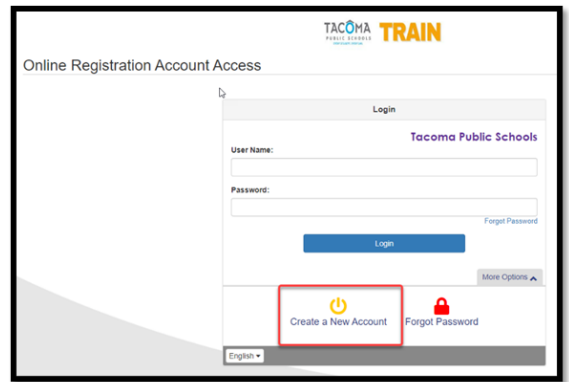 TACOMA TRAIN
PUBLIC SCHOOLS
Online Registration Account Access
Login
Tacoma Public Schools
User Name:
Password:
Forgot Password
Login
More Options
Create a New Account Forgot Password
English